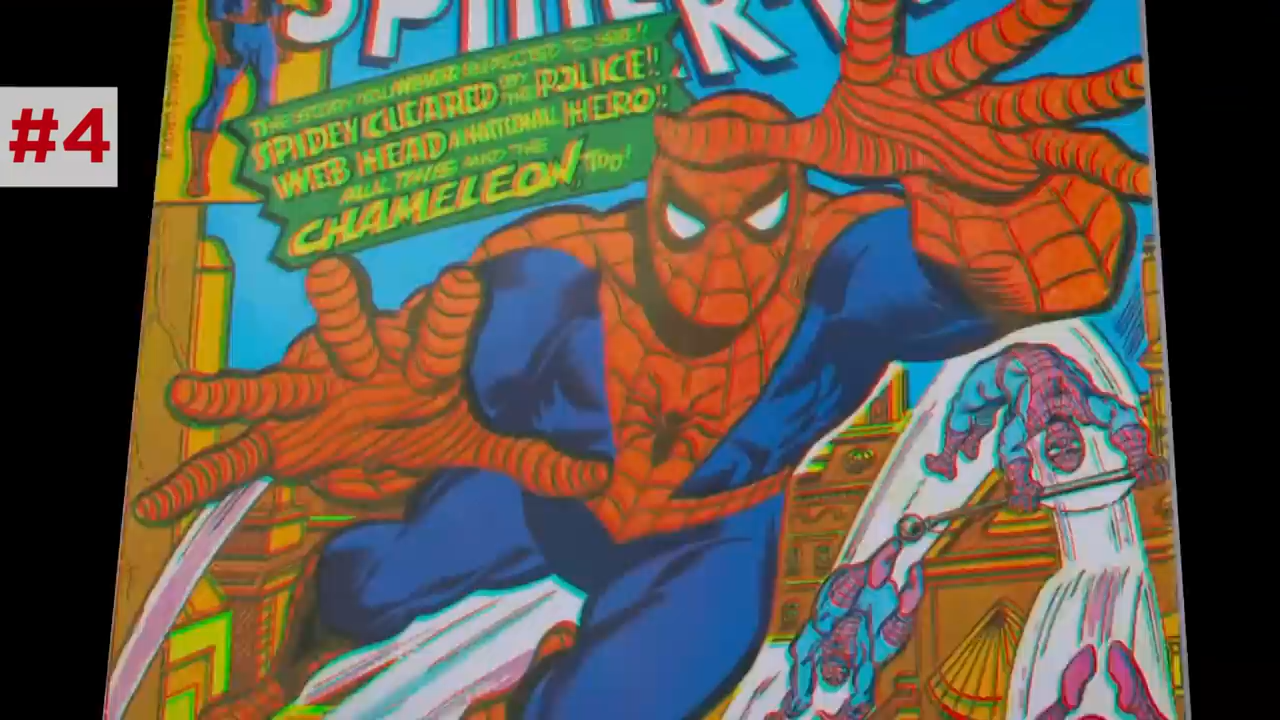 SPIDER-
#4
THE STORY YOU NEVER EXPECTED TO SEE!!
SPIDEY CLEARED BY THE POLICE!!
WEB HEAD A NATIONAL HERO!!
ALL THIS AND THE
CHAMELEON, TOO!